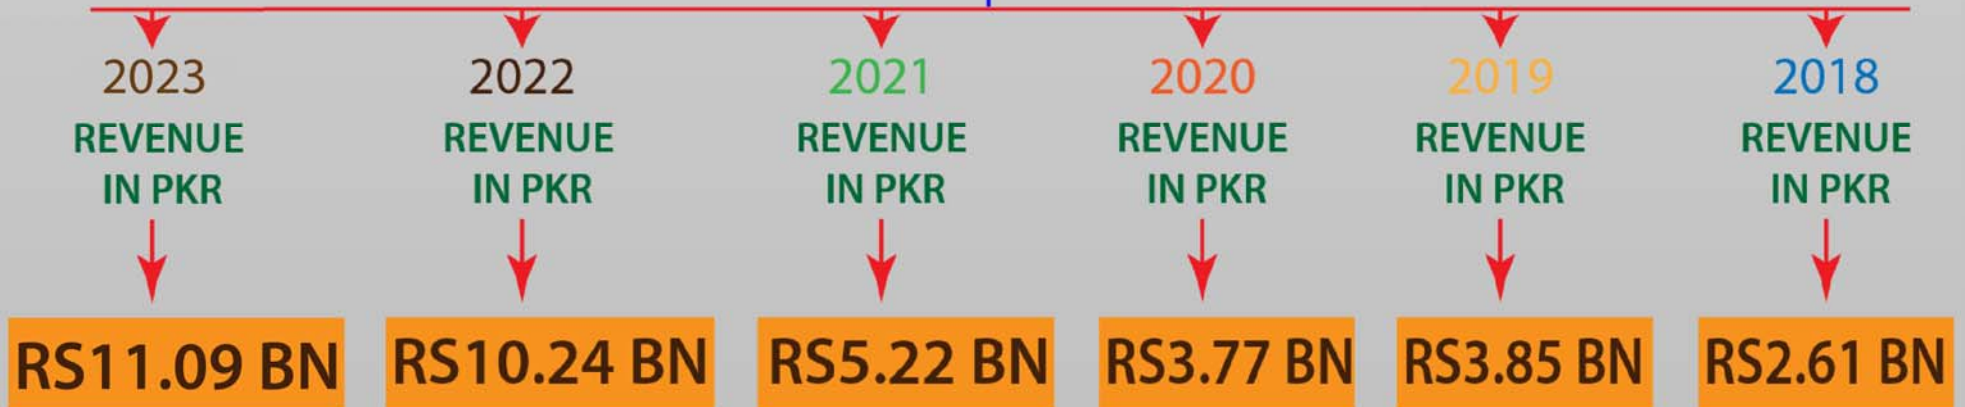 2023
REVENUE
IN PKR
RS11.09 BN
2022
REVENUE
IN PKR
RS10.24 BN
2021
REVENUE
IN PKR
RS5.22 BN
2020
REVENUE
IN PKR
RS3.77 BN
2019
REVENUE
IN PKR
RS3.85 BN
2018
REVENUE
IN PKR
RS2.61 BN